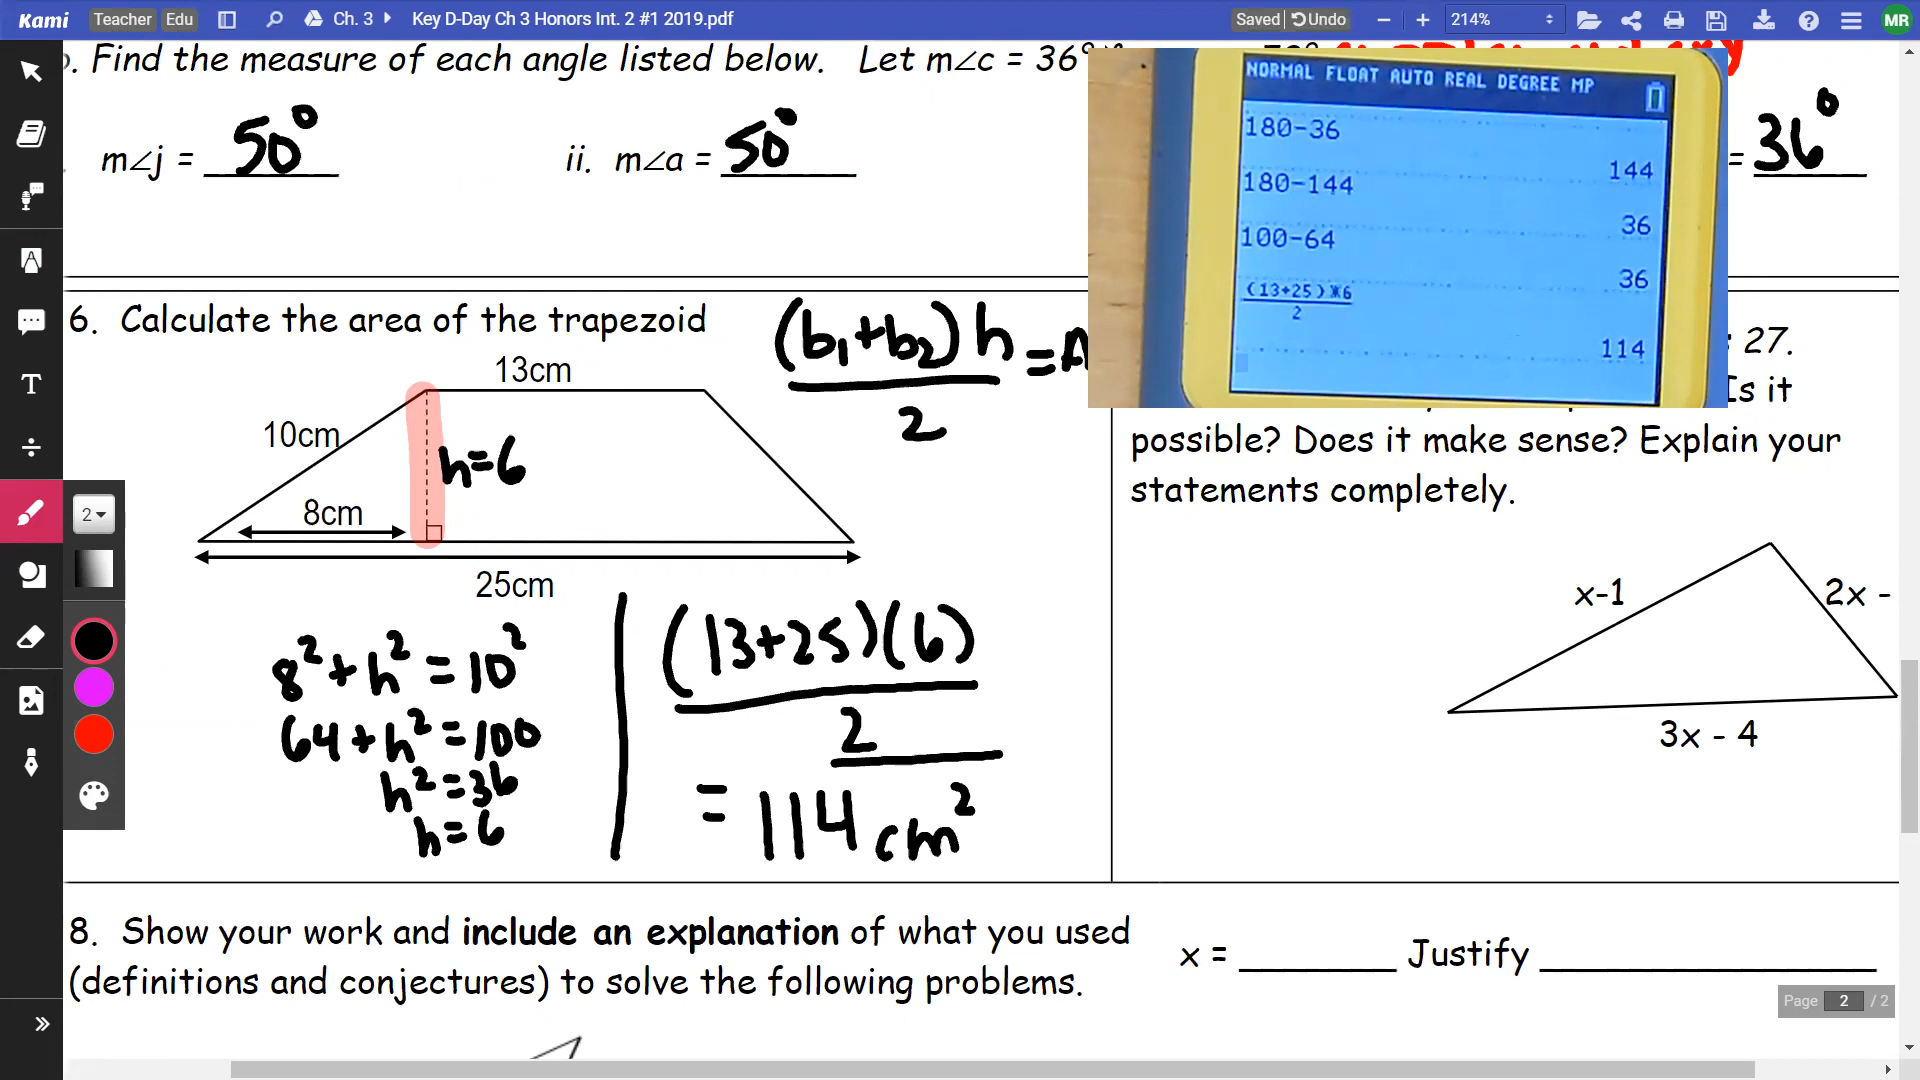 Kami Teacher Edu Ch. 3 Key D-Day Ch 3 Honors Int. 2 #1 2019.pdf Saved Undo 214% MR
. Find the measure of each angle listed below. Let m∠c = 36°
NORMAL FLOAT AUTO REAL DEGREE MP
180-36
144
180-144
36
100-64
36
(13+25)*6
2
114
m∠j = 50°
ii. m∠a = 50°
= 36°
6. Calculate the area of the trapezoid
13cm
10cm
h=6
8cm
25cm
(b₁+b₂)h
2
=A
8²+h²=10²
64+h²=100
h²=36
h=6
(13+25)(6)
2
= 114 cm²
27.
Is it
possible? Does it make sense? Explain your
statements completely.
x-1
2x -
3x - 4
8. Show your work and include an explanation of what you used
(definitions and conjectures) to solve the following problems.
x = ________ Justify ________________
Page 2 / 2
2
T